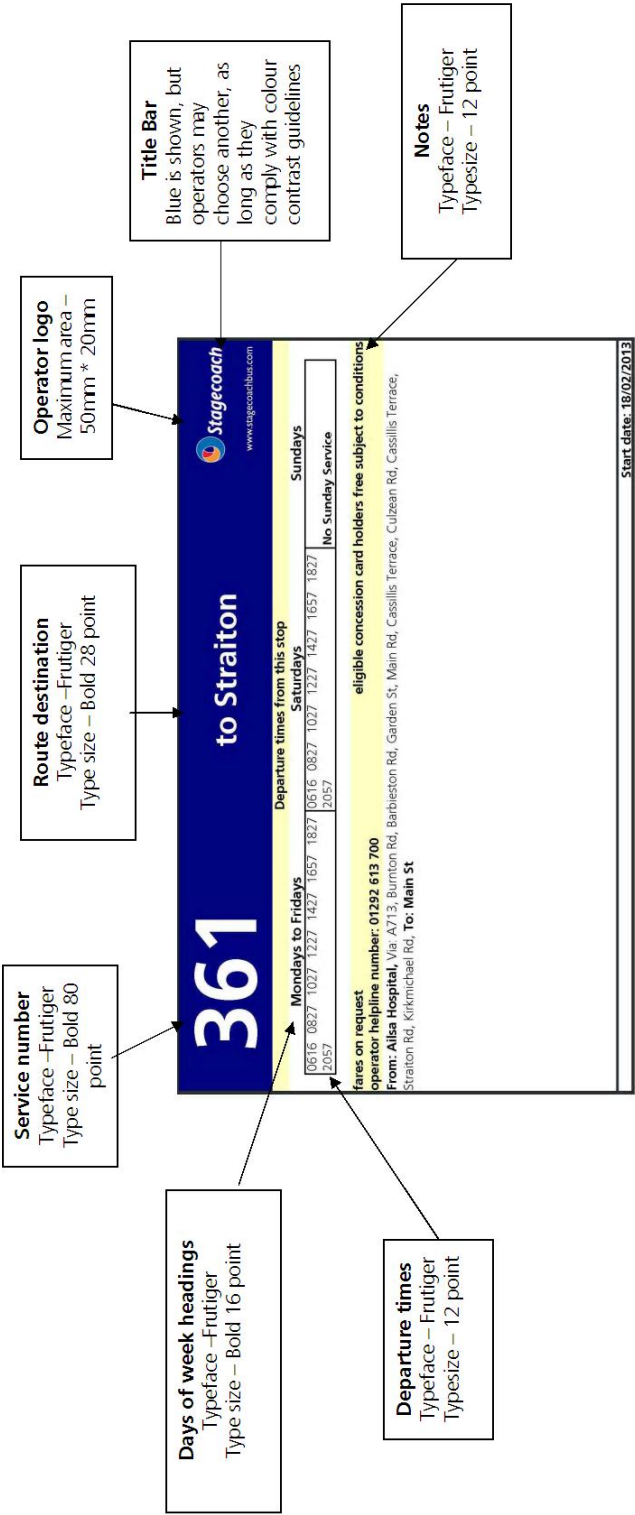 Service number
Typeface –Frutiger
Type size – Bold 80
point
Route destination
Typeface –Frutiger
Type size – Bold 28 point
Operator logo
Maximum area –
50mm * 20mm
Title Bar
Blue is shown, but
operators may
choose another, as
long as they
comply with colour
contrast guidelines
361
to Straiton
Stagecoach
www.stagecoachbus.com
Departure times from this stop
Mondays to Fridays Saturdays Sundays
0616 0827 1027 1227 1427 1657 1827 0616 0827 1027 1227 1427 1657 1827 No Sunday Service
2057 2057
fares on request eligible concession card holders free subject to conditions
operator helpline number: 01292 613 700
From: Ailsa Hospital, Via: A713, Burnton Rd, Barbieston Rd, Garden St, Main Rd, Cassillis Terrace, Culzean Rd, Cassillis Terrace,
Straiton Rd, Kirkmichael Rd, To: Main St
Start date: 18/02/2013
Days of week headings
Typeface –Frutiger
Type size – Bold 16 point
Departure times
Typeface – Frutiger
Typesize – 12 point
Notes
Typeface – Frutiger
Typesize – 12 point